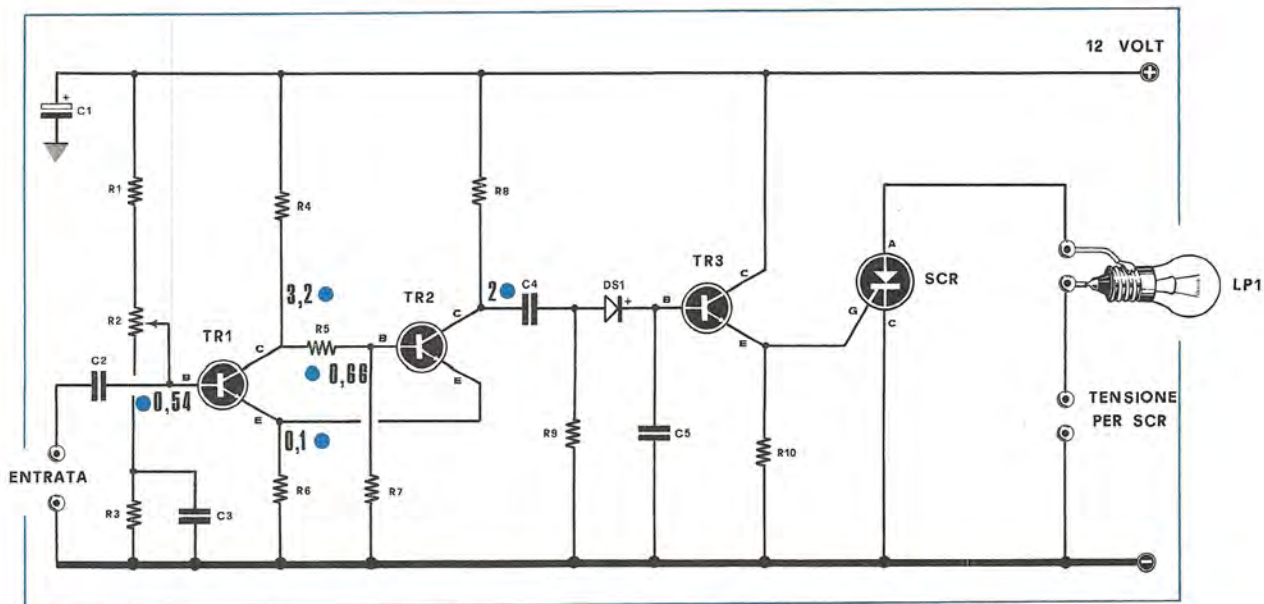 12 VOLT
+
+
C1
R1
R4
R8
TR3
C
A
SCR
G
C
LP1
3,2
TR2
2
C4
DS1
+
B
E
R2
TR1
C
R5
B
C
E
C2
B
0,66
0,54
E
0,1
TENSIONE
PER SCR
R9
C5
R10
ENTRATA
R3
C3
R6
R7
-